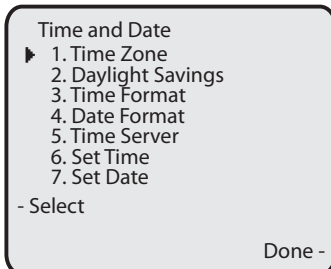 Time and Date
1. Time Zone
2. Daylight Savings
3. Time Format
4. Date Format
5. Time Server
6. Set Time
7. Set Date
- Select
Done -